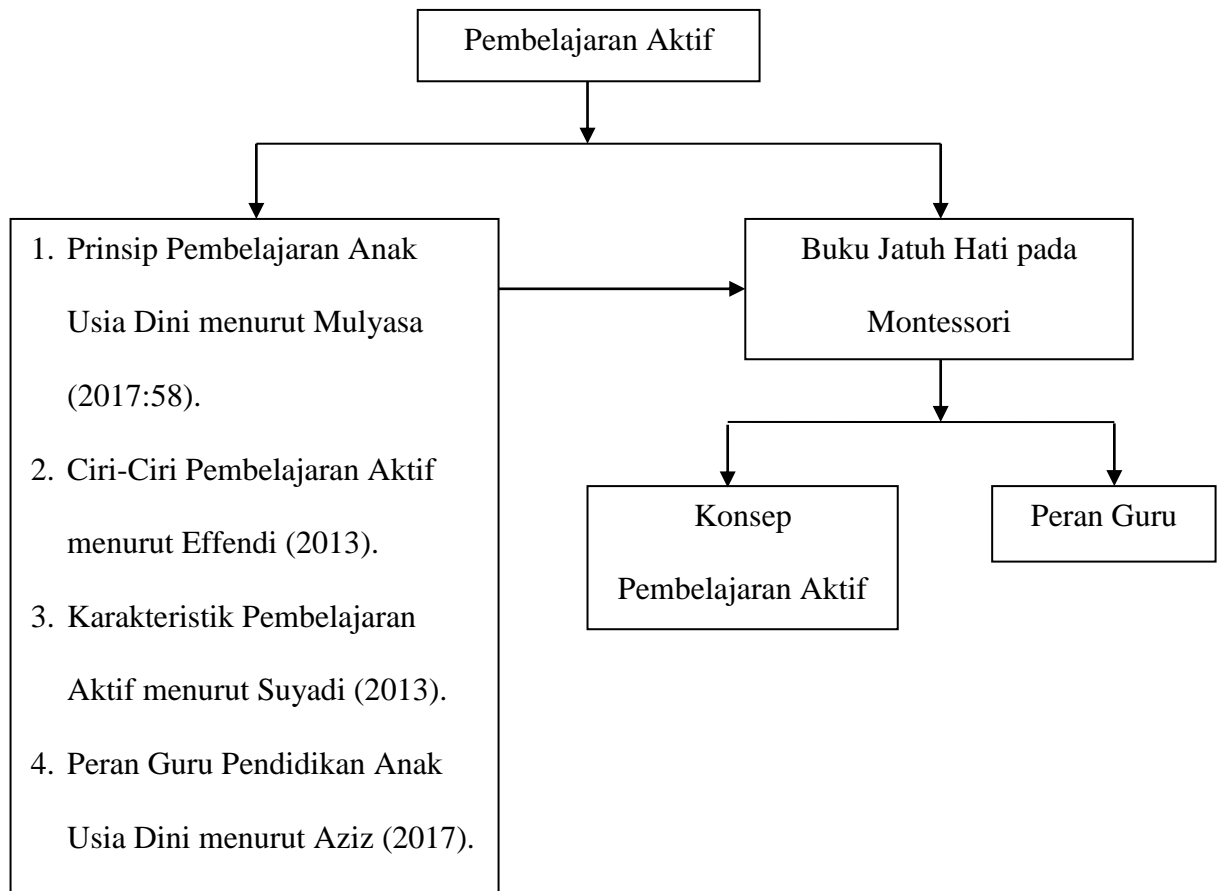 Pembelajaran Aktif
1. Prinsip Pembelajaran Anak
Usia Dini menurut Mulyasa
(2017:58).
2. Ciri-Ciri Pembelajaran Aktif
menurut Effendi (2013).
3. Karakteristik Pembelajaran
Aktif menurut Suyadi (2013).
4. Peran Guru Pendidikan Anak
Usia Dini menurut Aziz (2017).
Buku Jatuh Hati pada
Montessori
Konsep
Pembelajaran Aktif
Peran Guru